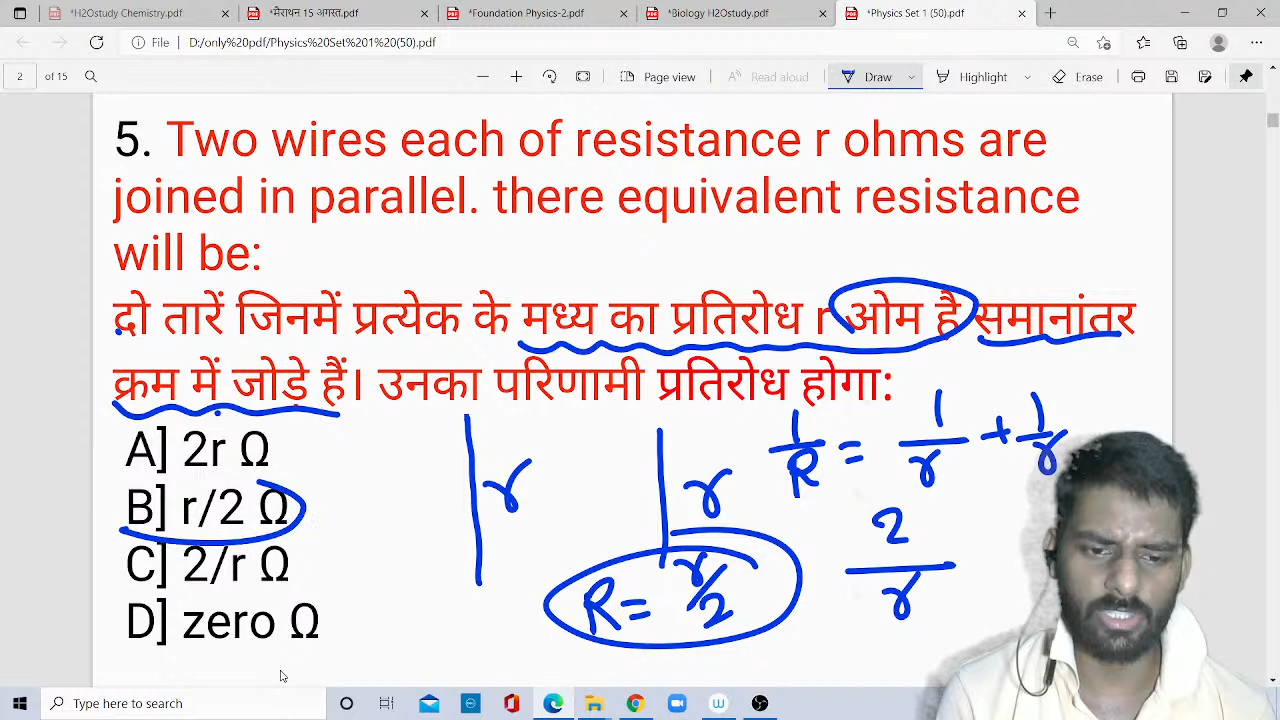 *H2Ostudy Chemistry.pdf
*मैराथन 15 अगस्त.pdf
*Foundation Physics-2.pdf
*Biology H2Ostudy.pdf
*Physics Set 1 (50).pdf
File D:/only%20pdf/Physics%20Set%201%20(50).pdf
2 of 15 Page view Read aloud Draw Highlight Erase
5. Two wires each of resistance r ohms are
joined in parallel. there equivalent resistance
will be:
दो तारें जिनमें प्रत्येक के मध्य का प्रतिरोध r ओम है समानांतर
क्रम में जोडे हैं। उनका परिणामी प्रतिरोध होगा:
A] 2r Ω
B] r/2 Ω
C] 2/r Ω
D] zero Ω
r
r
1/R = 1/r + 1/r
2/r
R = r/2
Type here to search